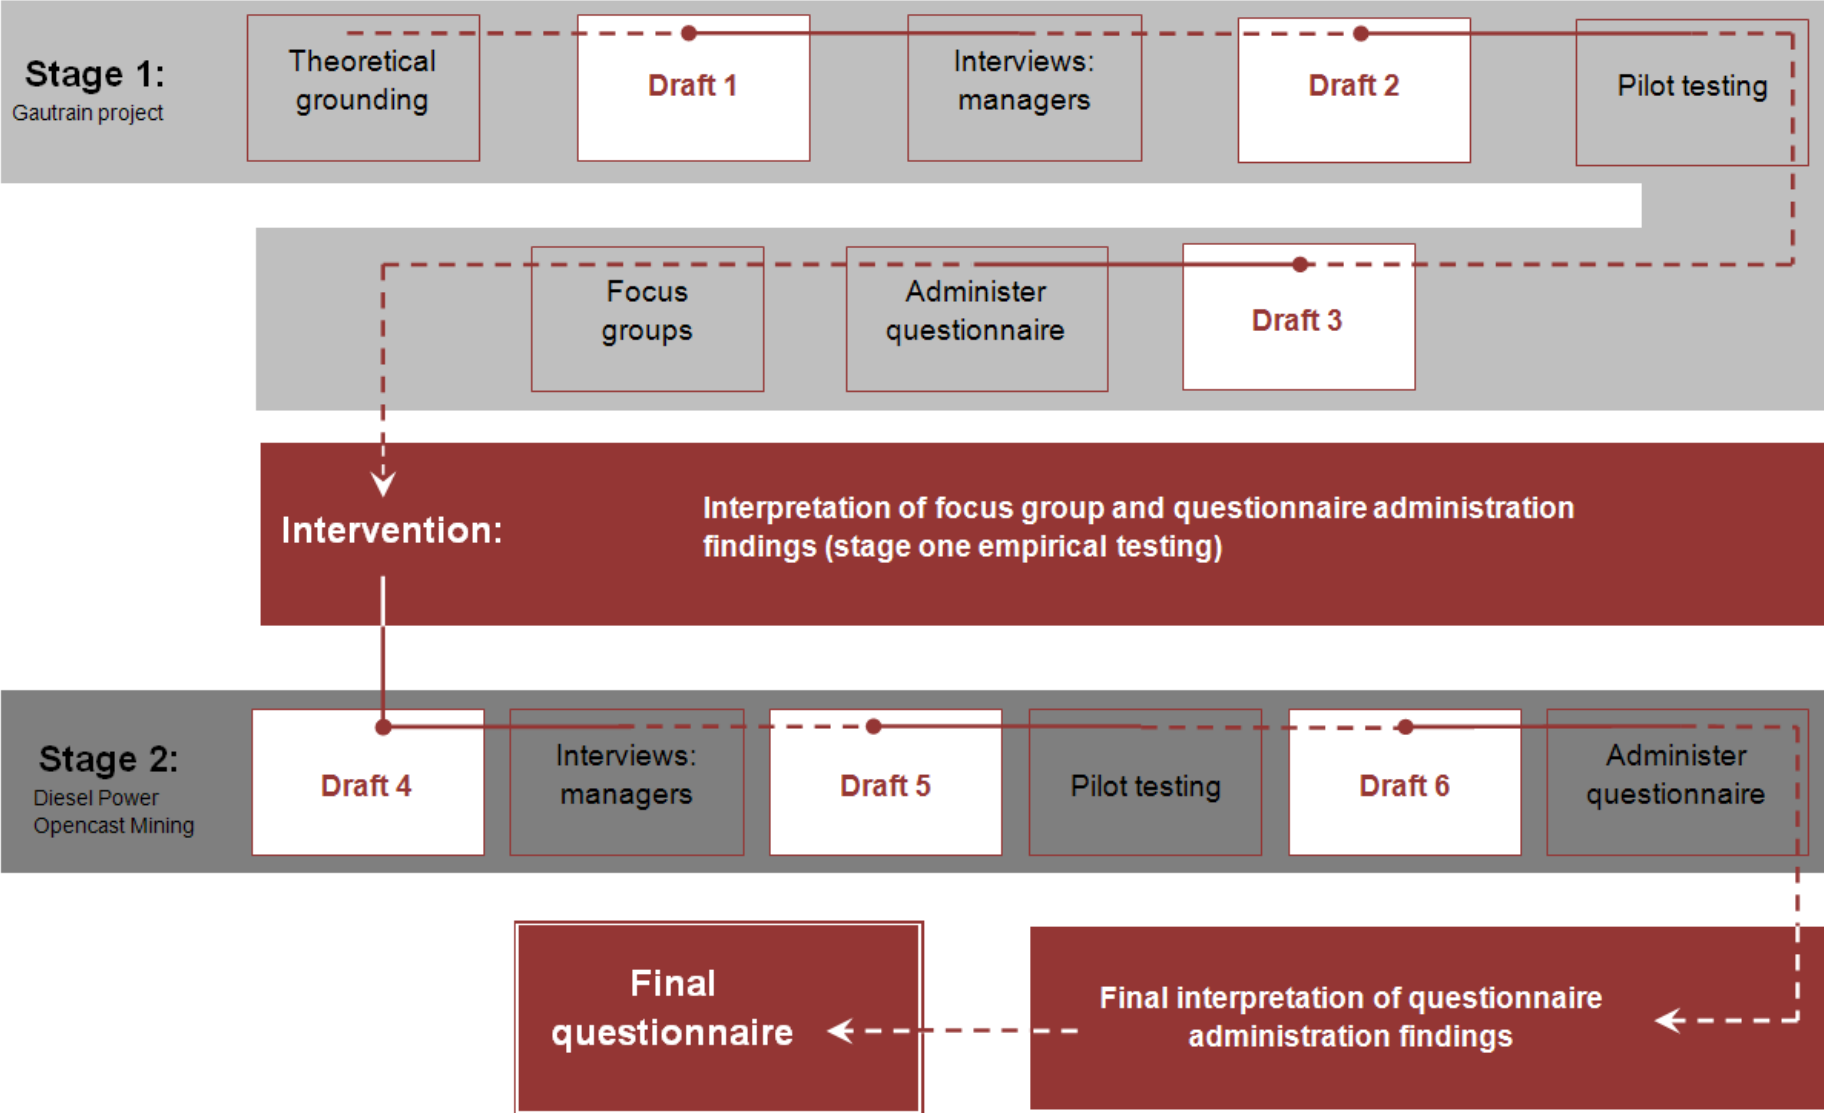 Stage 1:
Gautrain project
Theoretical
grounding
Draft 1
Interviews:
managers
Draft 2
Pilot testing
Focus
groups
Administer
questionnaire
Draft 3
Intervention:
Interpretation of focus group and questionnaire administration
findings (stage one empirical testing)
Stage 2:
Diesel Power
Opencast Mining
Draft 4
Interviews:
managers
Draft 5
Pilot testing
Draft 6
Administer
questionnaire
Final
questionnaire
Final interpretation of questionnaire
administration findings